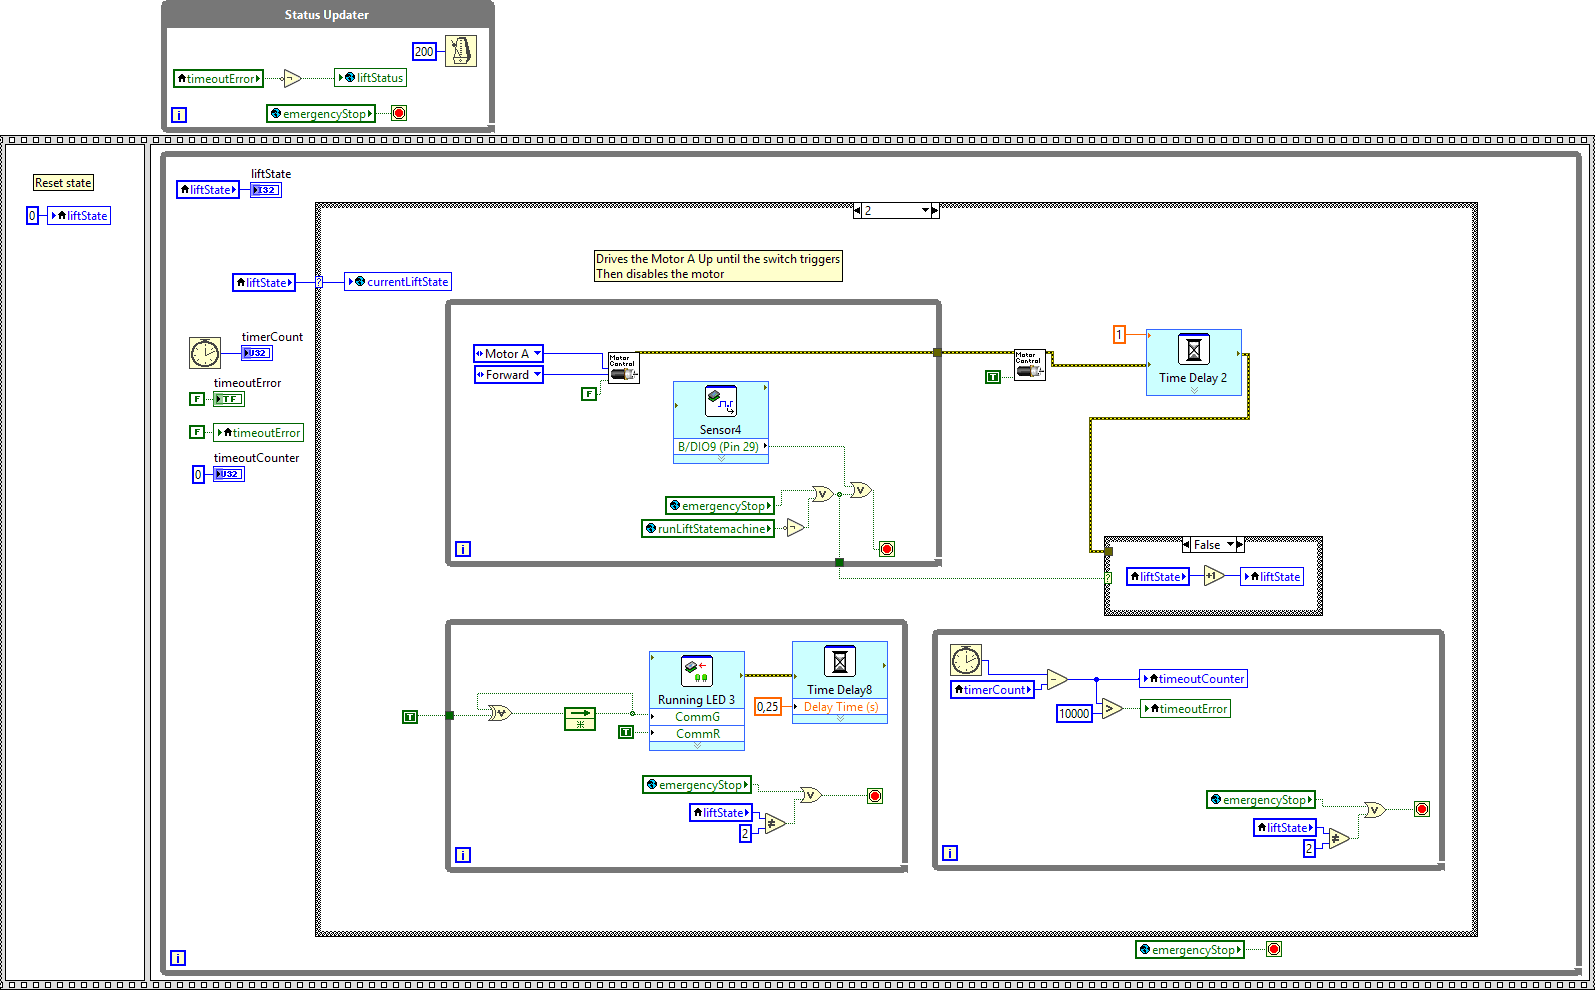 Status Updater
200
timeoutError
liftStatus
i
emergencyStop
Reset state
0
liftState
liftState
liftState
I32
2
Drives the Motor A Up until the switch triggers
Then disables the motor
liftState
?
currentLiftState
timerCount
U32
timeoutError
F
TF
F
timeoutError
timeoutCounter
0
U32
Motor A
Forward
F
Motor
Control
Sensor4
B/DIO9 (Pin 29)
emergencyStop
runLiftStatemachine
V
V
i
T
Motor
Control
1
Time Delay 2
False
?
liftState
+1
liftState
T
V
Running LED 3
CommG
T
CommR
Time Delay8
0,25
Delay Time (s)
emergencyStop
V
liftState
≠
2
i
timerCount
-
timeoutCounter
10000
>
timeoutError
emergencyStop
V
liftState
≠
2
i
emergencyStop
i